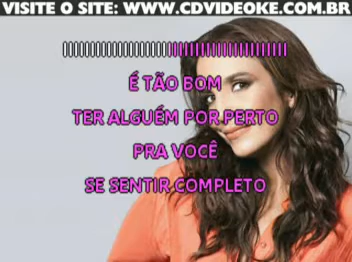 VISITE O SITE: WWW.CDVIDEOKE.COM.BR
É TÃO BOM
TER ALGUÉM POR PERTO
PRA VOCÊ
SE SENTIR COMPLETO